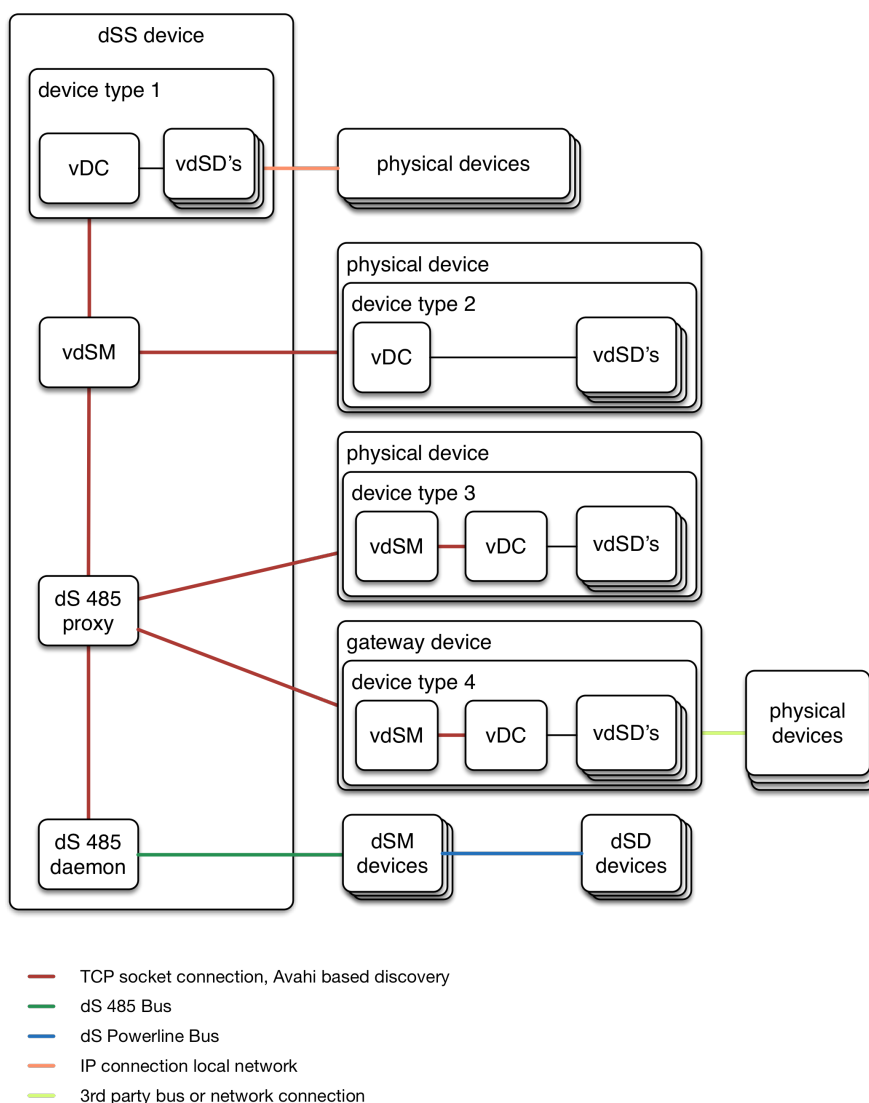 dSS device
device type 1
vDC
vdSD's
physical devices
physical device
device type 2
vdSM
vDC
vdSD's
physical device
device type 3
vdSM
vDC
vdSD's
dS 485
proxy
gateway device
device type 4
vdSM
vDC
vdSD's
physical
devices
dS 485
daemon
dSM
devices
dSD
devices
TCP socket connection, Avahi based discovery
dS 485 Bus
dS Powerline Bus
IP connection local network
3rd party bus or network connection